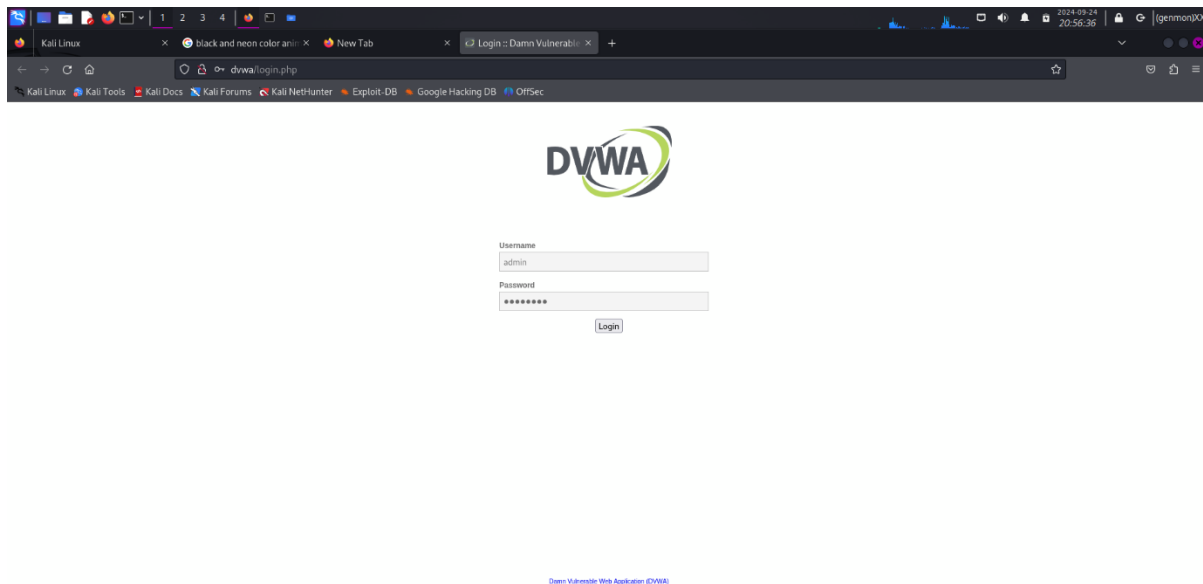 1 2 3 4
2024-09-24
20:56:36
(genmon)XX
Kali Linux
black and neon color anim
New Tab
Login :: Damn Vulnerable
dvwa/login.php
Kali Linux Kali Tools Kali Docs Kali Forums Kali NetHunter Exploit-DB Google Hacking DB OffSec
DVWA
Username
admin
Password
Login
Damn Vulnerable Web Application (DVWA)